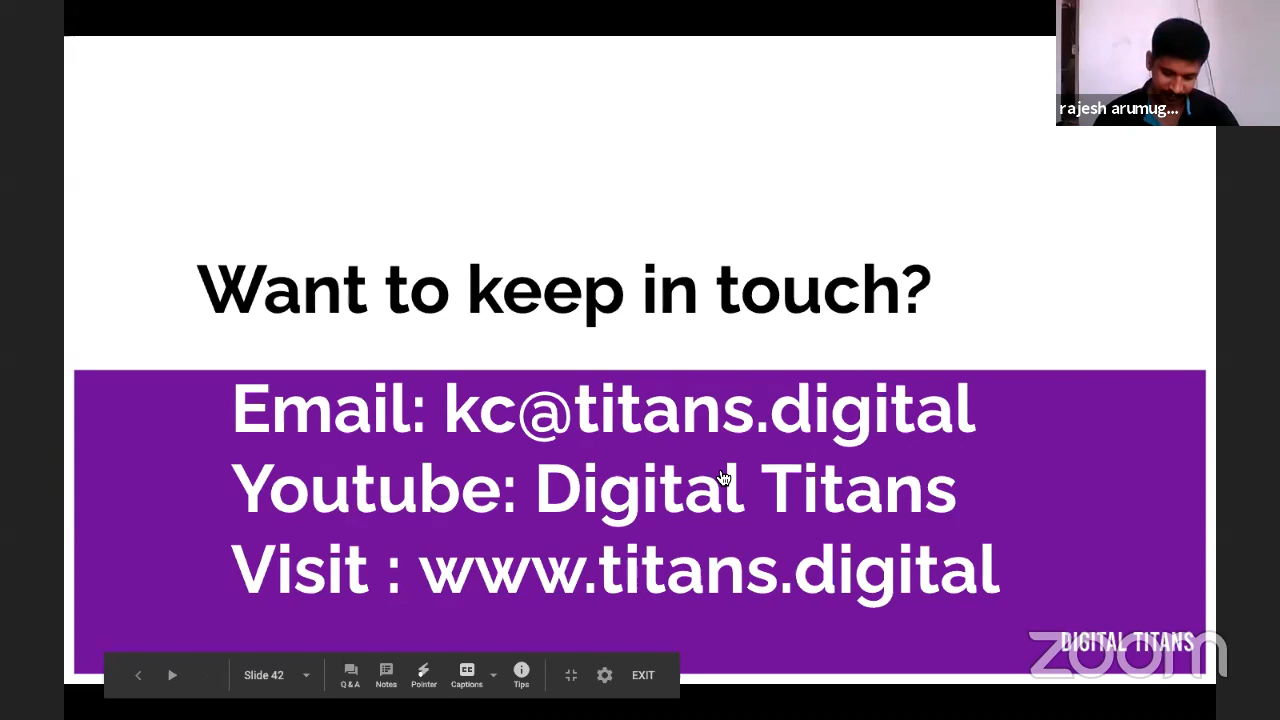 rajesh arumug...
Want to keep in touch?
Email: kc@titans.digital
Youtube: Digital Titans
Visit : www.titans.digital
DIGITAL TITANS
zoom
Slide 42
Q & A
Notes
Pointer
Captions
Tips
EXIT